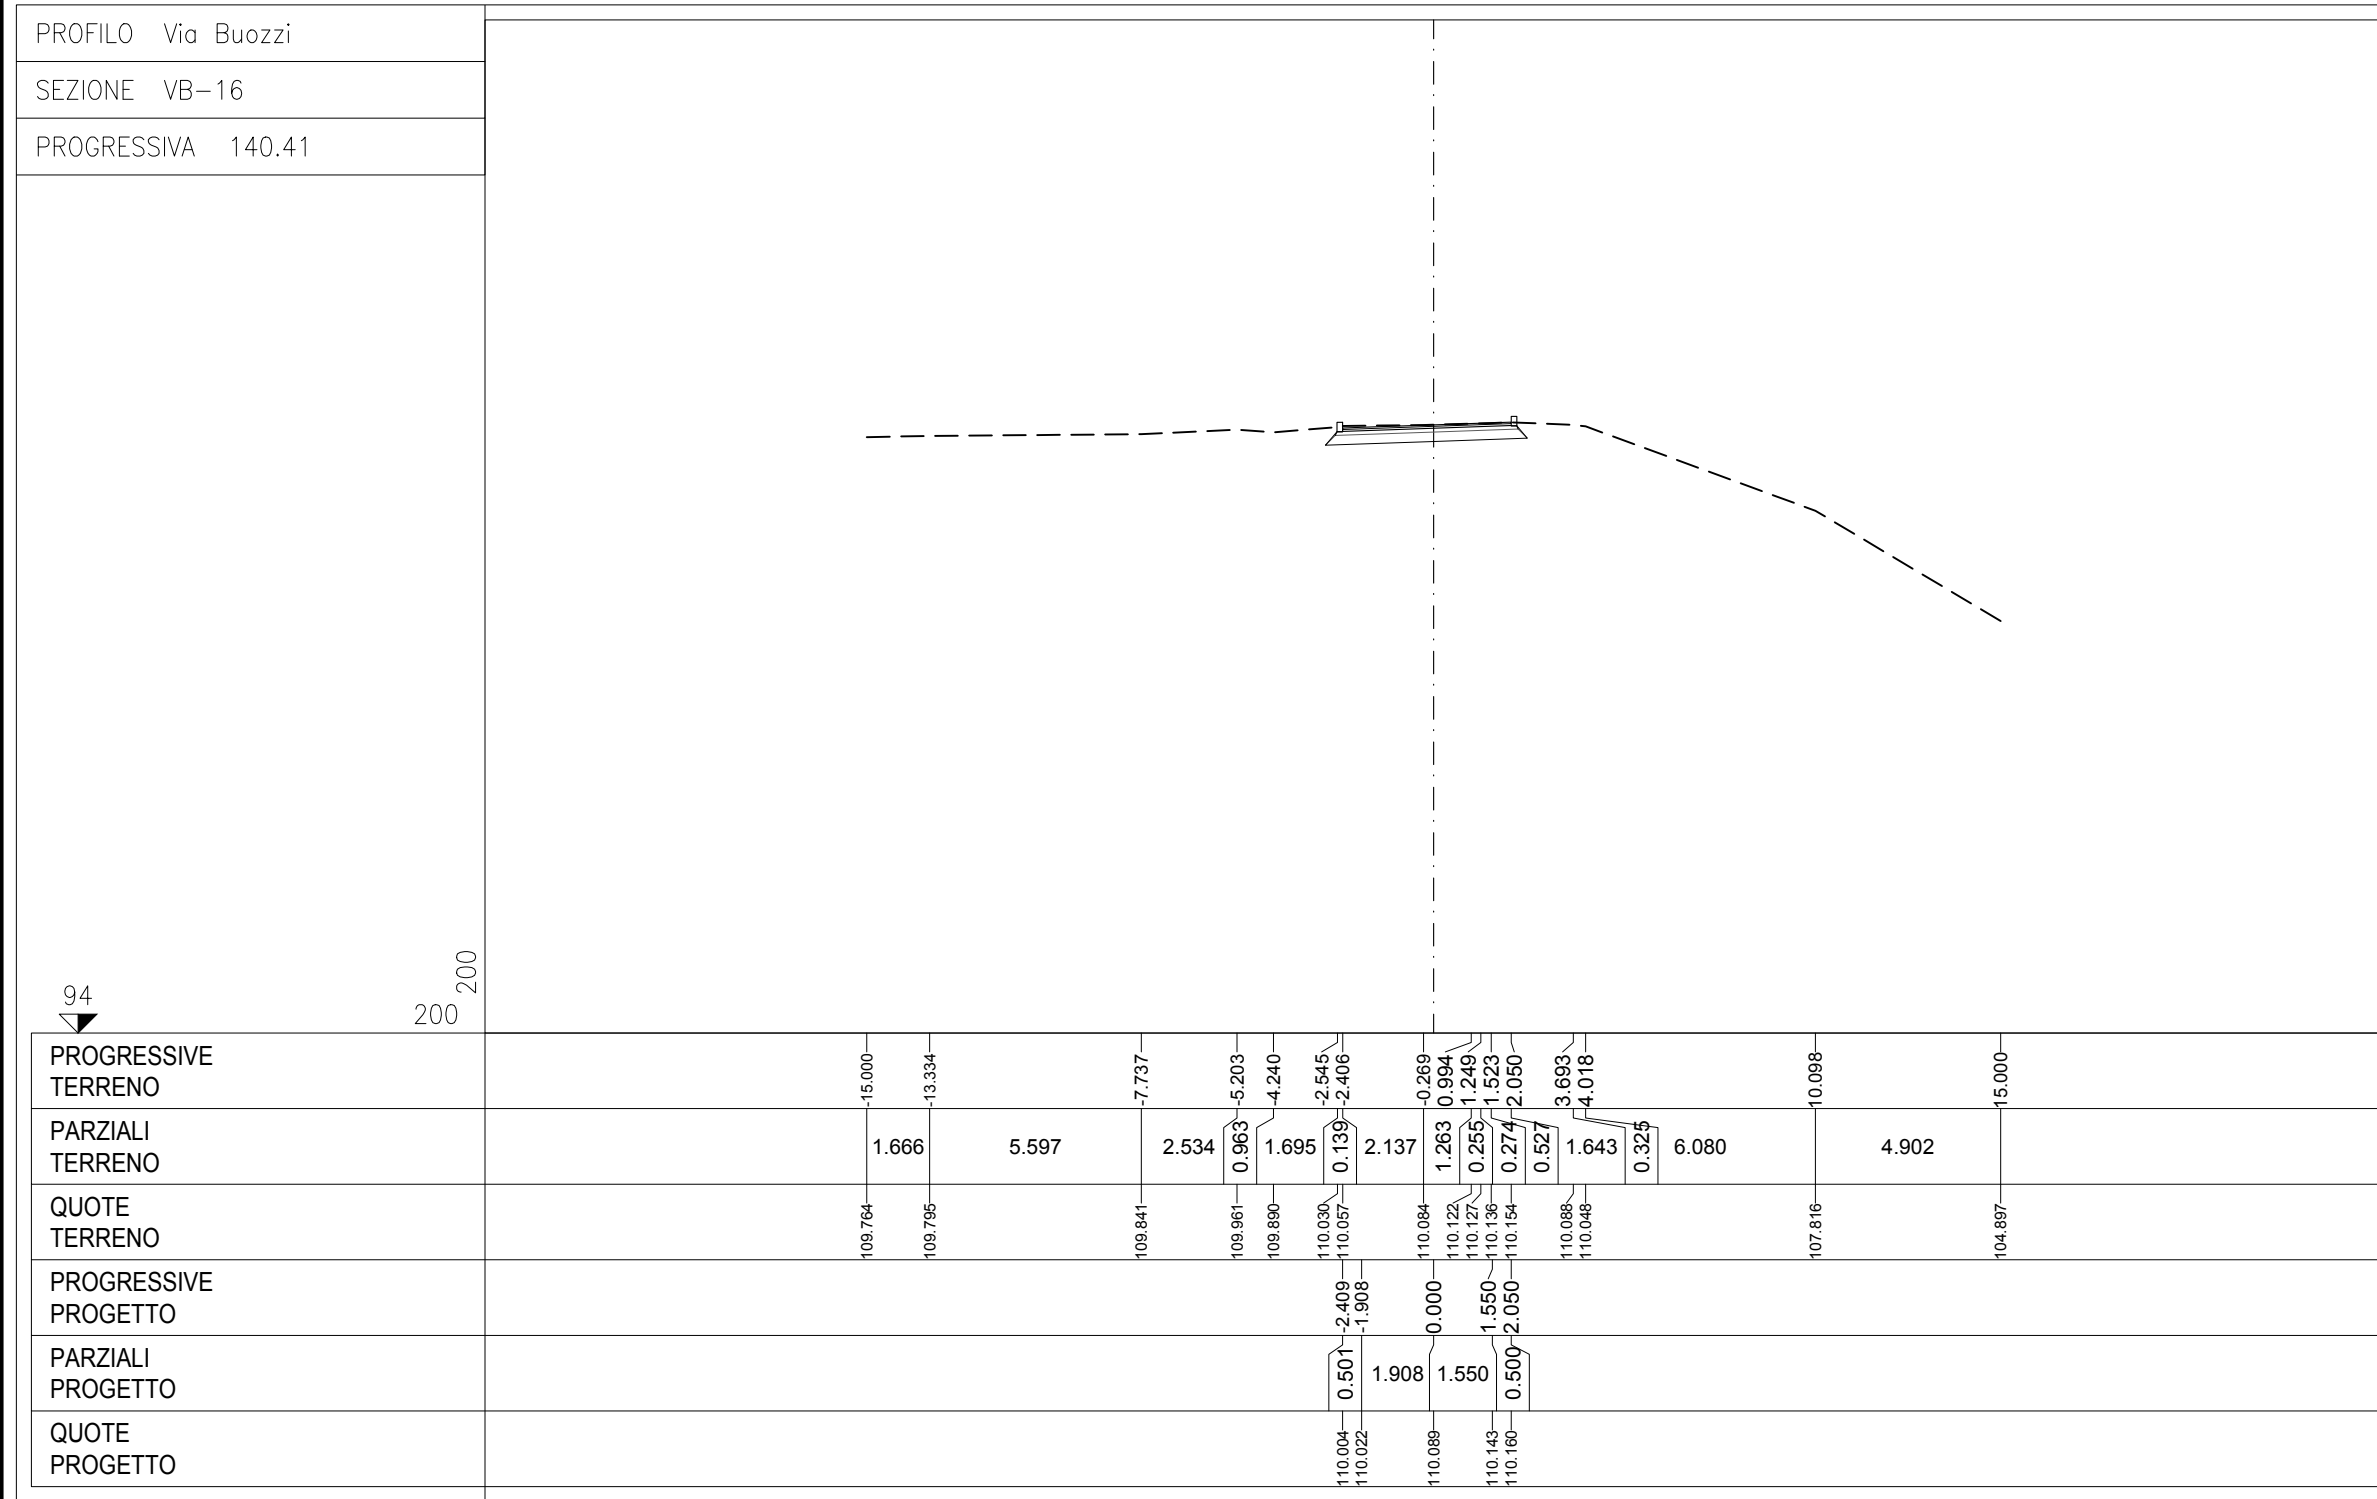 PROFILO Via Buozzi
SEZIONE VB-16
PROGRESSIVA 140.41
200
94
200
PROGRESSIVE
TERRENO
-15.000 -13.334 -7.737 -5.203 -4.240 -2.545 -2.406 -0.269 0.994 1.249 1.523 2.050 3.693 4.018 10.098 15.000
PARZIALI
TERRENO
1.666 5.597 2.534 0.963 1.695 0.139 2.137 1.263 0.255 0.274 0.527 1.643 0.325 6.080 4.902
QUOTE
TERRENO
109.764 109.795 109.841 109.961 109.890 110.030 110.057 110.084 110.122 110.127 110.136 110.154 110.088 110.048 107.816 104.897
PROGRESSIVE
PROGETTO
-2.409 -1.908 0.000 1.550 2.050
PARZIALI
PROGETTO
0.501 1.908 1.550 0.500
QUOTE
PROGETTO
110.004 110.022 110.089 110.143 110.160